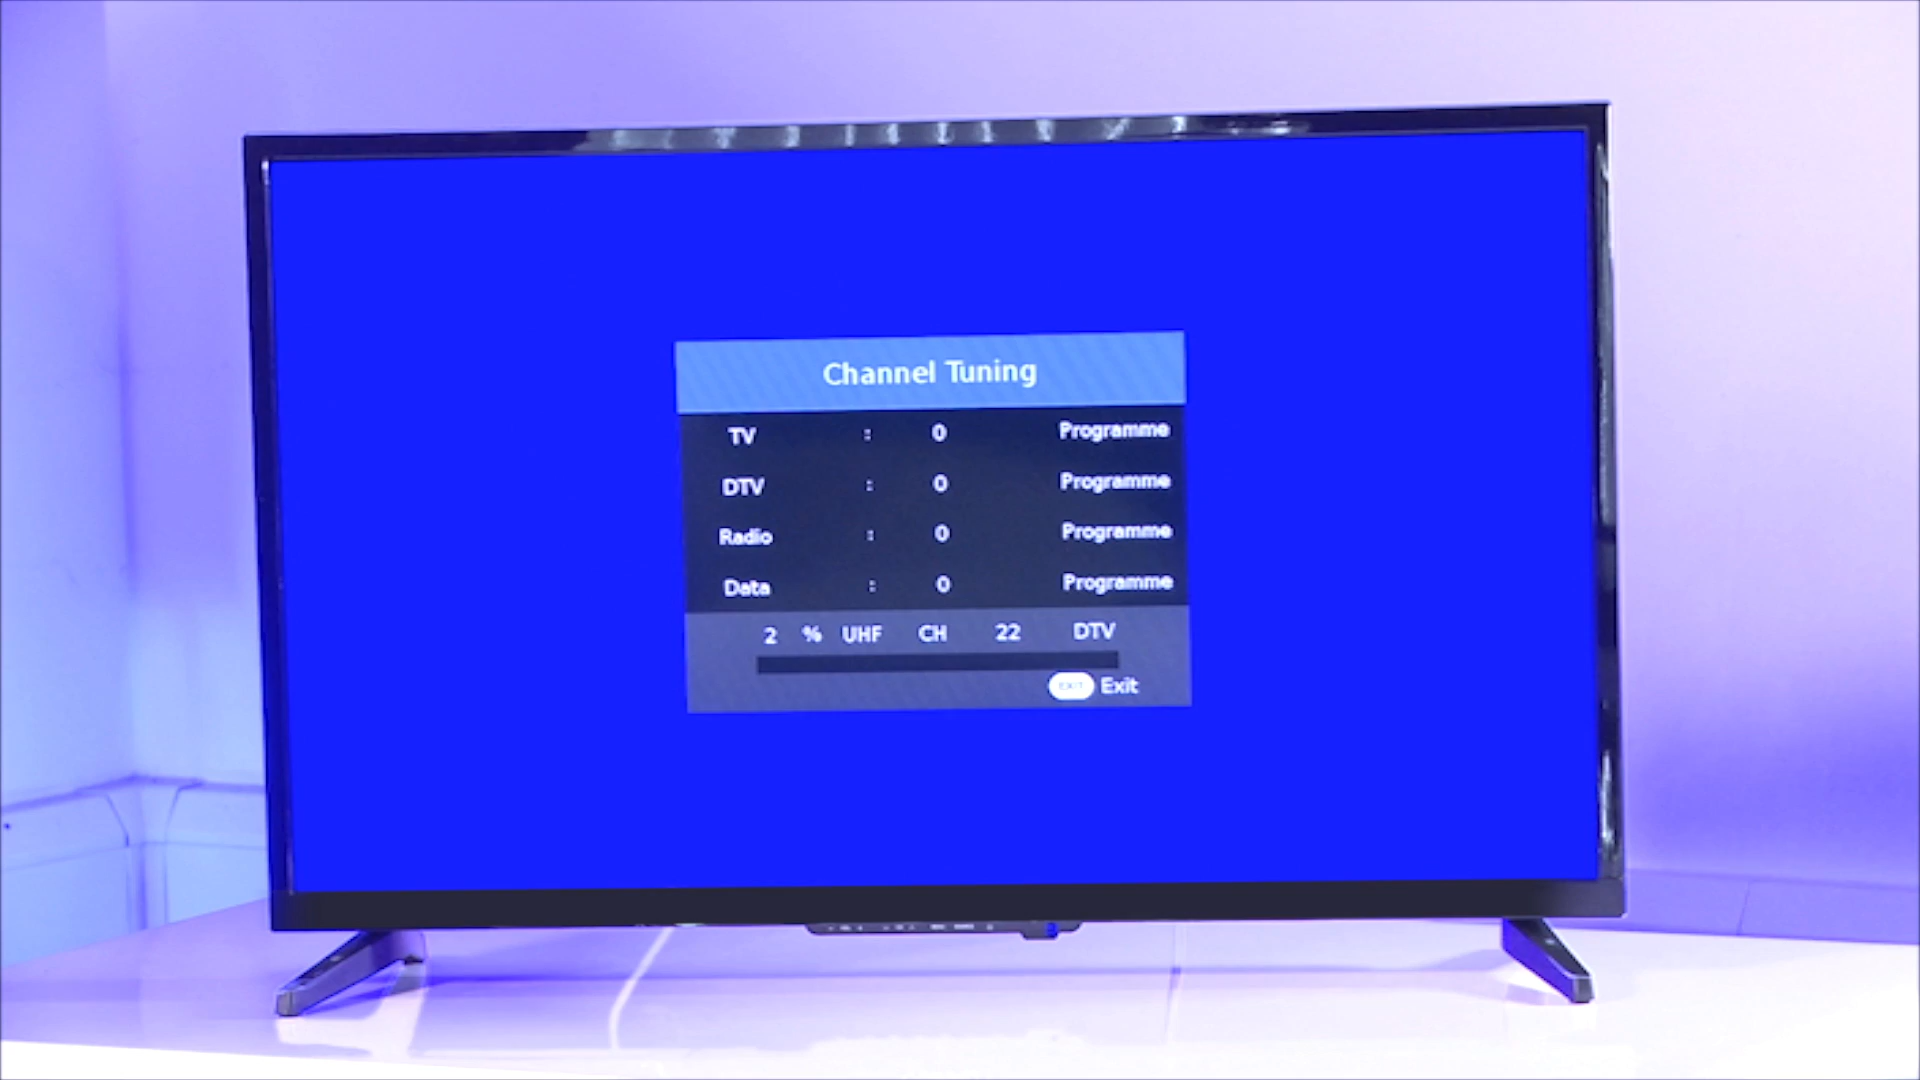 Channel Tuning
TV : 0 Programme
DTV : 0 Programme
Radio : 0 Programme
Data : 0 Programme
2 % UHF CH 22 DTV
EXIT Exit